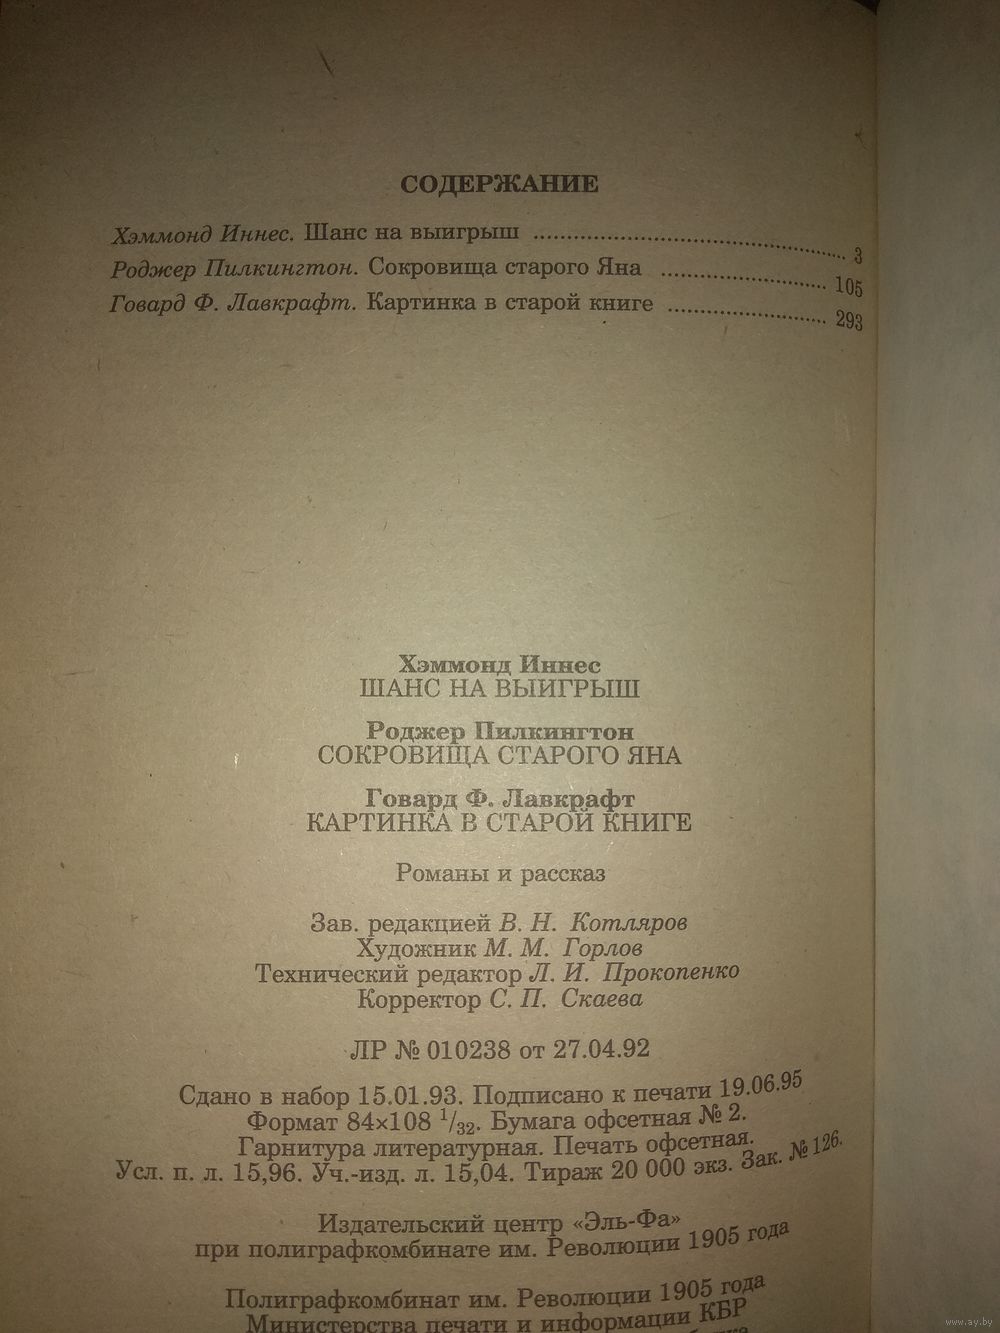 СОДЕРЖАНИЕ
Хэммонд Иннес. Шанс на выигрыш ........ 3
Роджер Пилкингтон. Сокровища старого Яна ........ 105
Говард Ф. Лавкрафт. Картинка в старой книге ........ 293
Хэммонд Иннес
ШАНС НА ВЫИГРЫШ
Роджер Пилкингтон
СОКРОВИЩА СТАРОГО ЯНА
Говард Ф. Лавкрафт
КАРТИНКА В СТАРОЙ КНИГЕ
Романы и рассказ
Зав. редакцией В. Н. Котляров
Художник М. М. Горлов
Технический редактор Л. И. Прокопенко
Корректор С. П. Скаева
ЛР № 010238 от 27.04.92
Сдано в набор 15.01.93. Подписано к печати 19.06.95
Формат 84×108 1/32. Бумага офсетная № 2.
Гарнитура литературная. Печать офсетная.
Усл. п. л. 15,96. Уч.-изд. л. 15,04. Тираж 20 000 экз. Зак. № 126.
Издательский центр «Эль-Фа»
при полиграфкомбинате им. Революции 1905 года
Полиграфкомбинат им. Революции 1905 года
Министерства печати и информации КБР
www.ay.by